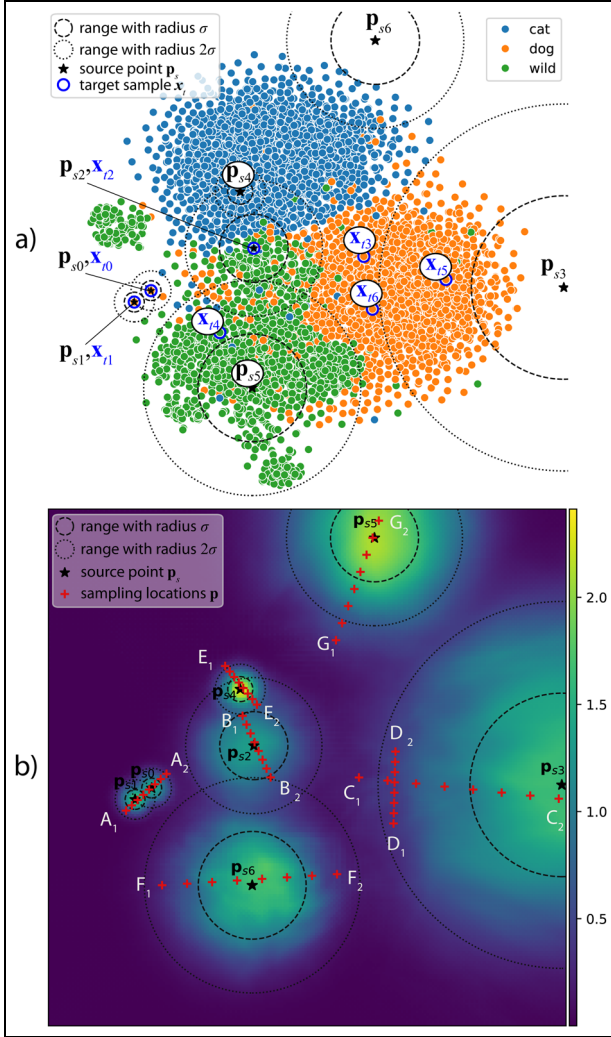 range with radius σ
range with radius 2σ
source point p_s
target sample x_t
cat
dog
wild
p_s6
p_s4
p_s2,x_t2
a)
p_s0,x_t0
p_s1,x_t1
x_t3
x_t5
x_t6
x_t4
p_s3
p_s5
range with radius σ
range with radius 2σ
source point p_s
sampling locations p
p_s5
G_2
G_1
2.0
1.5
1.0
0.5
E_1
p_s4
E_2
B_1
p_s2
B_2
b)
A_2
p_s0
p_s1
A_1
D_2
C_1
D_1
p_s3
C_2
p_s6
F_1
F_2